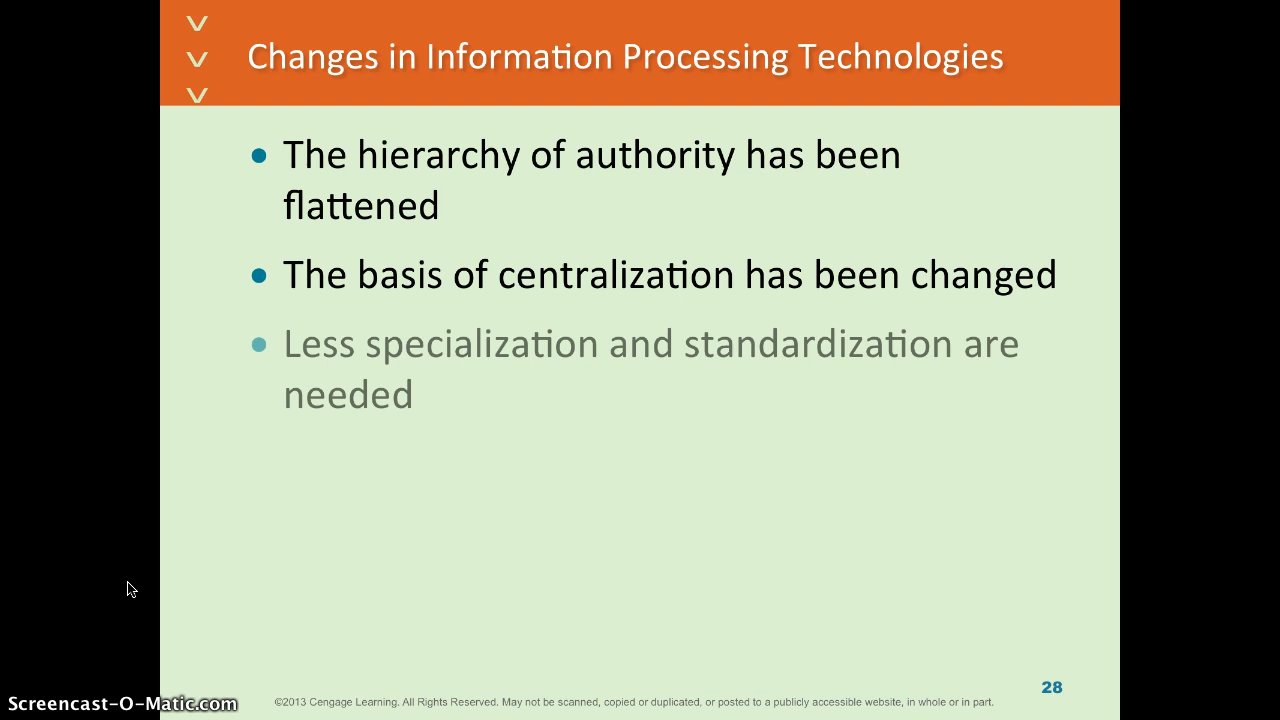 Changes in Information Processing Technologies
• The hierarchy of authority has been
flattened
• The basis of centralization has been changed
• Less specialization and standardization are
needed
28
Screencast-O-Matic.com
©2013 Cengage Learning. All Rights Reserved. May not be scanned, copied or duplicated, or posted to a publicly accessible website, in whole or in part.